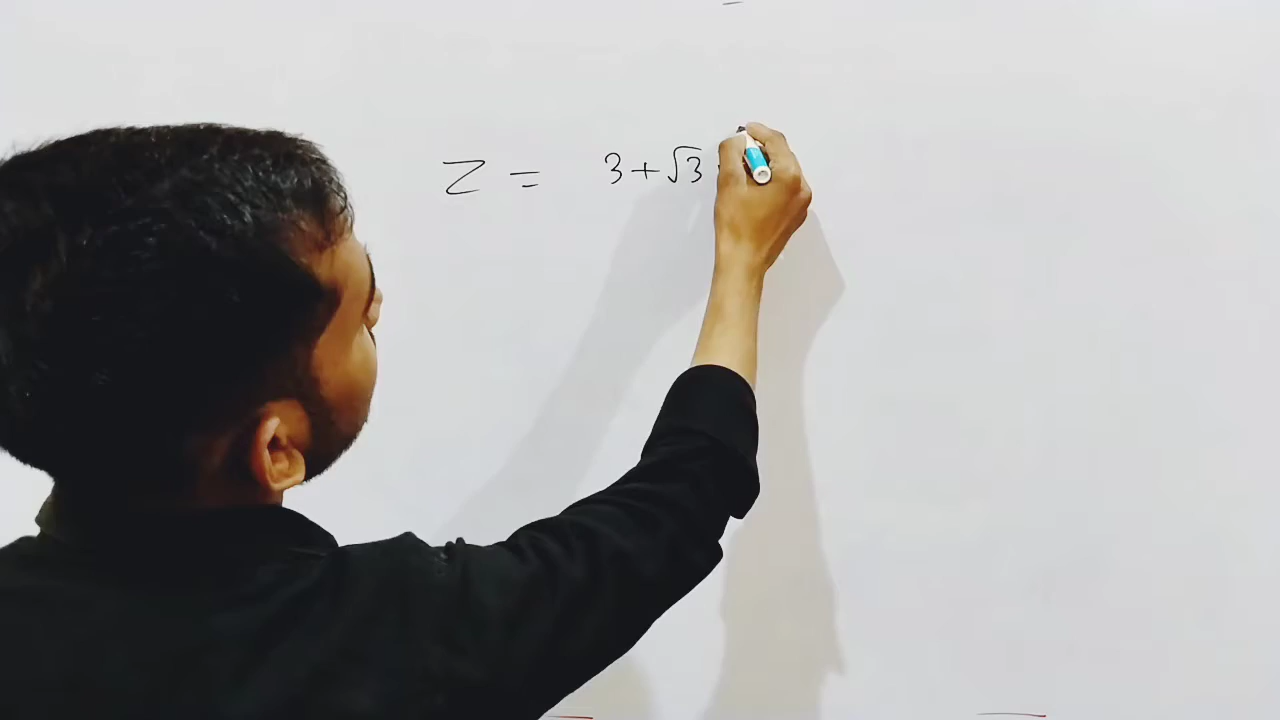 Z = 3 + √3